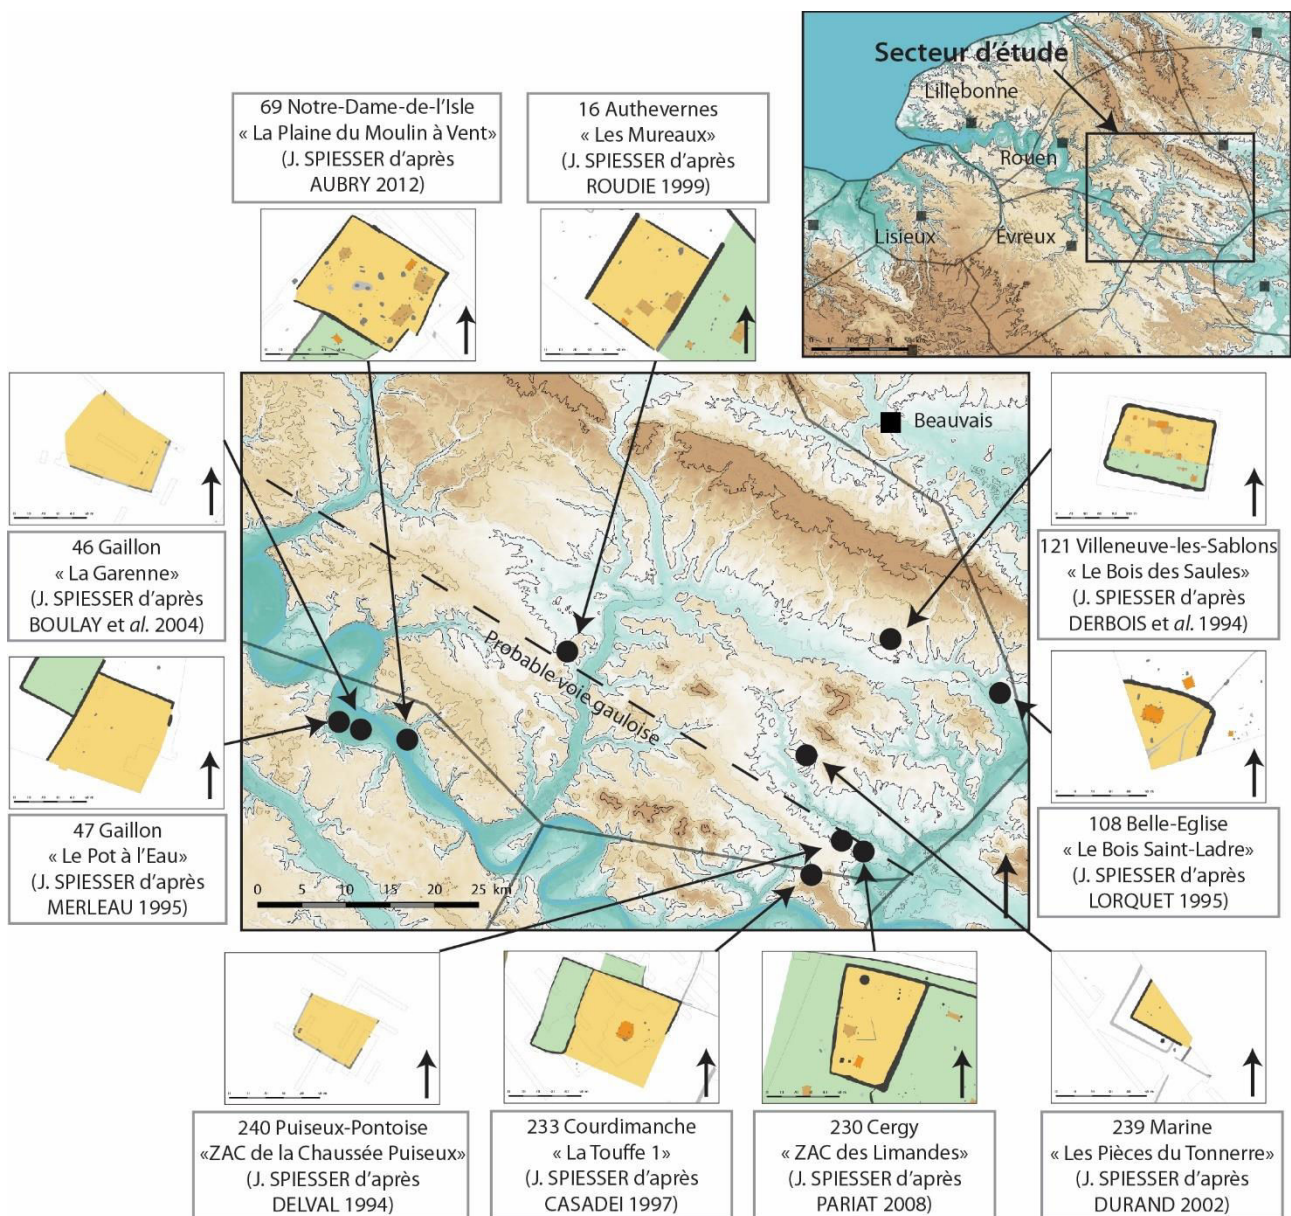 Secteur d'étude
Lillebonne
Rouen
Lisieux
Evreux
69 Notre-Dame-de-l'Isle
« La Plaine du Moulin à Vent»
(J. SPIESSER d'après
AUBRY 2012)
16 Authevernes
« Les Mureaux»
(J. SPIESSER d'après
ROUDIE 1999)
46 Gaillon
« La Garenne»
(J. SPIESSER d'après
BOULAY et al. 2004)
47 Gaillon
« Le Pot à l'Eau»
(J. SPIESSER d'après
MERLEAU 1995)
Beauvais
Probable voie gauloise
0 5 10 15 20 25 km
121 Villeneuve-les-Sablons
« Le Bois des Saules»
(J. SPIESSER d'après
DERBOIS et al. 1994)
108 Belle-Eglise
« Le Bois Saint-Ladre»
(J. SPIESSER d'après
LORQUET 1995)
240 Puiseux-Pontoise
«ZAC de la Chaussée Puiseux»
(J. SPIESSER d'après
DELVAL 1994)
233 Courdimanche
« La Touffe 1»
(J. SPIESSER d'après
CASADEI 1997)
230 Cergy
« ZAC des Limandes»
(J. SPIESSER d'après
PARIAT 2008)
239 Marine
« Les Pièces du Tonnerre»
(J. SPIESSER d'après
DURAND 2002)